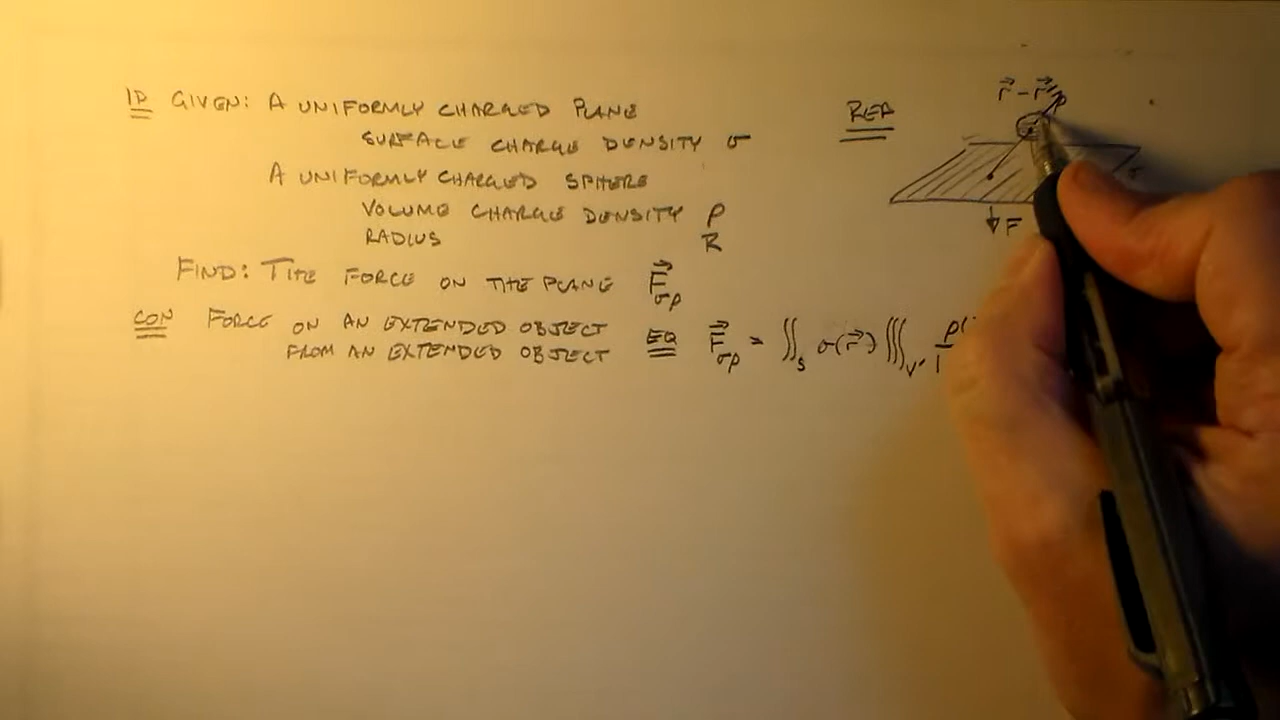 ID GIVEN: A UNIFORMLY CHARGED PLANE
SURFACE CHARGE DENSITY σ
A UNIFORMLY CHARGED SPHERE
VOLUME CHARGE DENSITY ρ
RADIUS R
FIND: THE FORCE ON THE PLANE F⃗σρ
CON FORCE ON AN EXTENDED OBJECT
FROM AN EXTENDED OBJECT
EQ F⃗σρ = ∬S σ(r⃗) ∭V' ρ(
REP
r⃗ - r⃗'
F